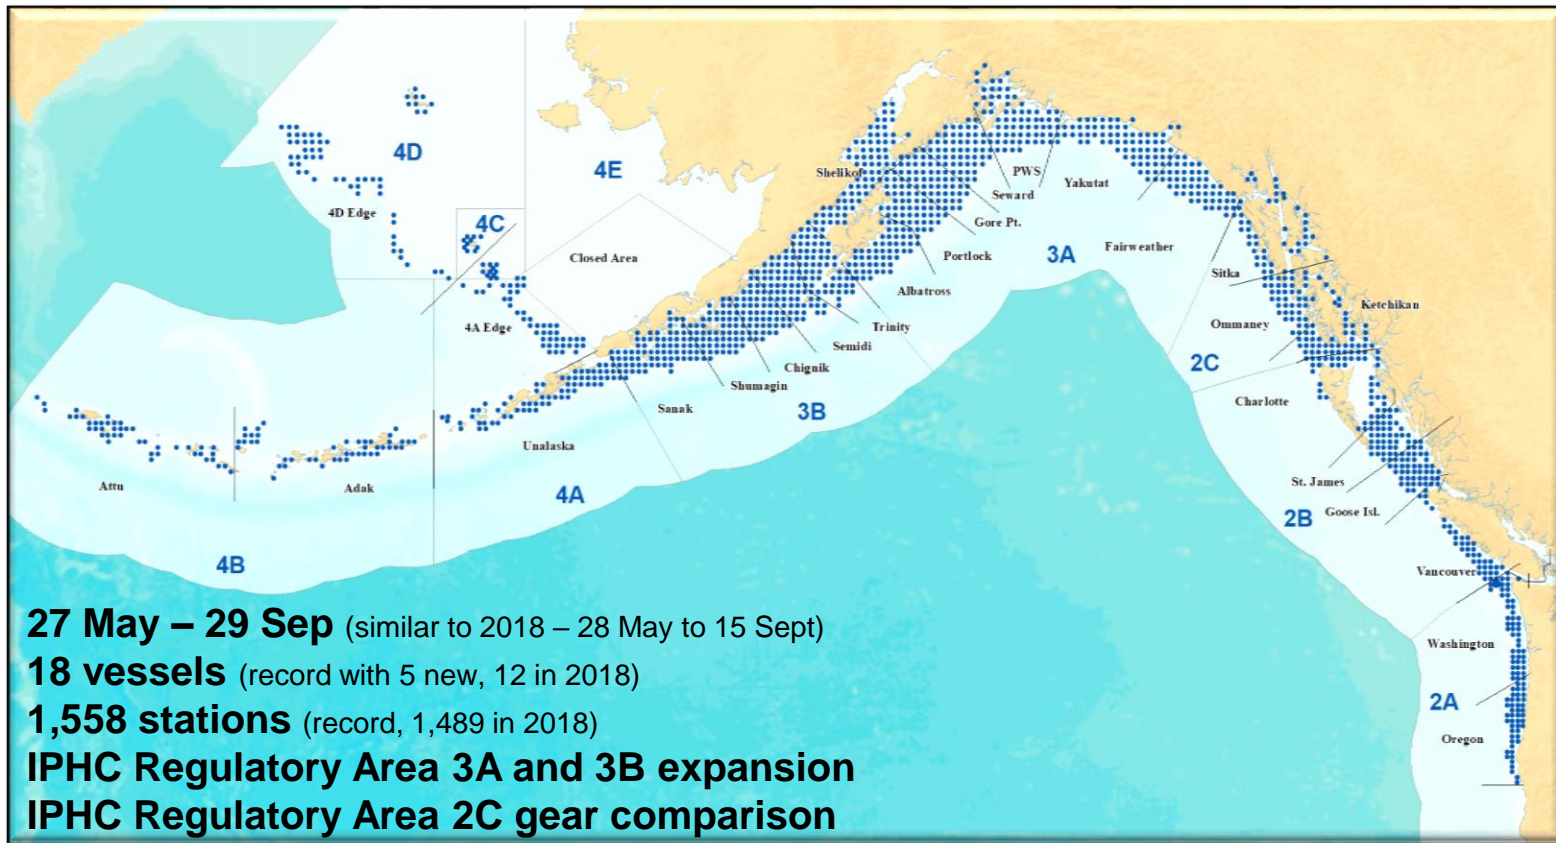 4D
4E
PWS
Shelikof
Yakutat
Seward
4D Edge
4C
Gore Pt.
Fairweather
3A
Closed Area
Portlock
Sitka
Albatross
Ketchikan
4A Edge
Trinity
Ommaney
Semidi
2C
Chignik
Shumagin
Charlotte
Sanak
3B
Unalaska
Attu
Adak
4A
St. James
Goose Isl.
2B
4B
Vancouver
Washington
2A
Oregon
27 May – 29 Sep (similar to 2018 – 28 May to 15 Sept)
18 vessels (record with 5 new, 12 in 2018)
1,558 stations (record, 1,489 in 2018)
IPHC Regulatory Area 3A and 3B expansion
IPHC Regulatory Area 2C gear comparison